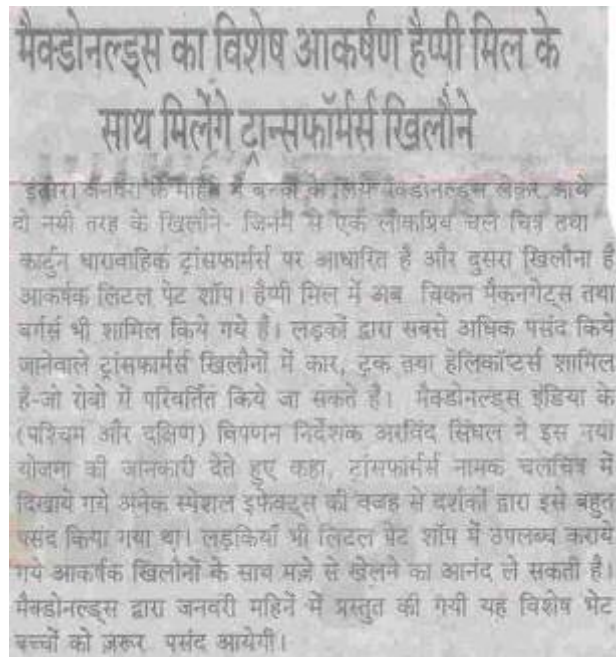 मैक्डोनल्ड्स का विशेष आकर्षण हैप्पी मिल के
साथ मिलेंगे ट्रान्सफॉर्मर्स खिलौने
जनवरी के महिने में बच्चों के लिये मैक्डोनल्ड्स लेकर आये
दो नयी तरह के खिलौने- जिनमें से एक लोकप्रिय चल चित्र तथा
कार्टुन धारावाहिक ट्रांसफार्मर्स पर आधारित है और दुसरा खिलौना है
आकर्षक लिटल पेट शॉप। हैप्पी मिल में अब चिकन मैकनगेट्स तथा
बर्गर्स भी शामिल किये गये है। लड़कों द्वारा सबसे अधिक पसंद किये
जानेवाले ट्रांसफार्मर्स खिलौनों में कार, ट्रक तथा हेलिकॉप्टर्स शामिल
है-जो रोबो में परिवर्तित किये जा सकते है। मैक्डोनल्ड्स इंडिया के
(पश्चिम और दक्षिण) विपणन निर्देशक अरविंद सिंघल ने इस नया
योजना की जानकारी देते हुए कहा, ट्रांसफार्मर्स नामक चलचित्र में
दिखाये गये अनेक स्पेशल इफेक्ट्स की वजह से दर्शकों द्वारा इसे बहुत
पसंद किया गया था। लड़कियाँ भी लिटल पेट शॉप में उपलब्ध कराये
गये आकर्षक खिलौनों के साथ मज़े से खेलने का आनंद ले सकती है।
मैक्डोनल्ड्स द्वारा जनवरी महिनें में प्रस्तुत की गयी यह विशेष भेट
बच्चों को ज़रूर पसंद आयेगी।